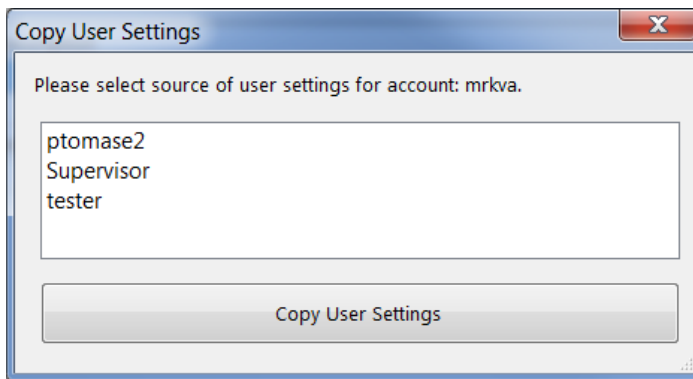 Copy User Settings
Please select source of user settings for account: mrkva.
ptomase2
Supervisor
tester
Copy User Settings